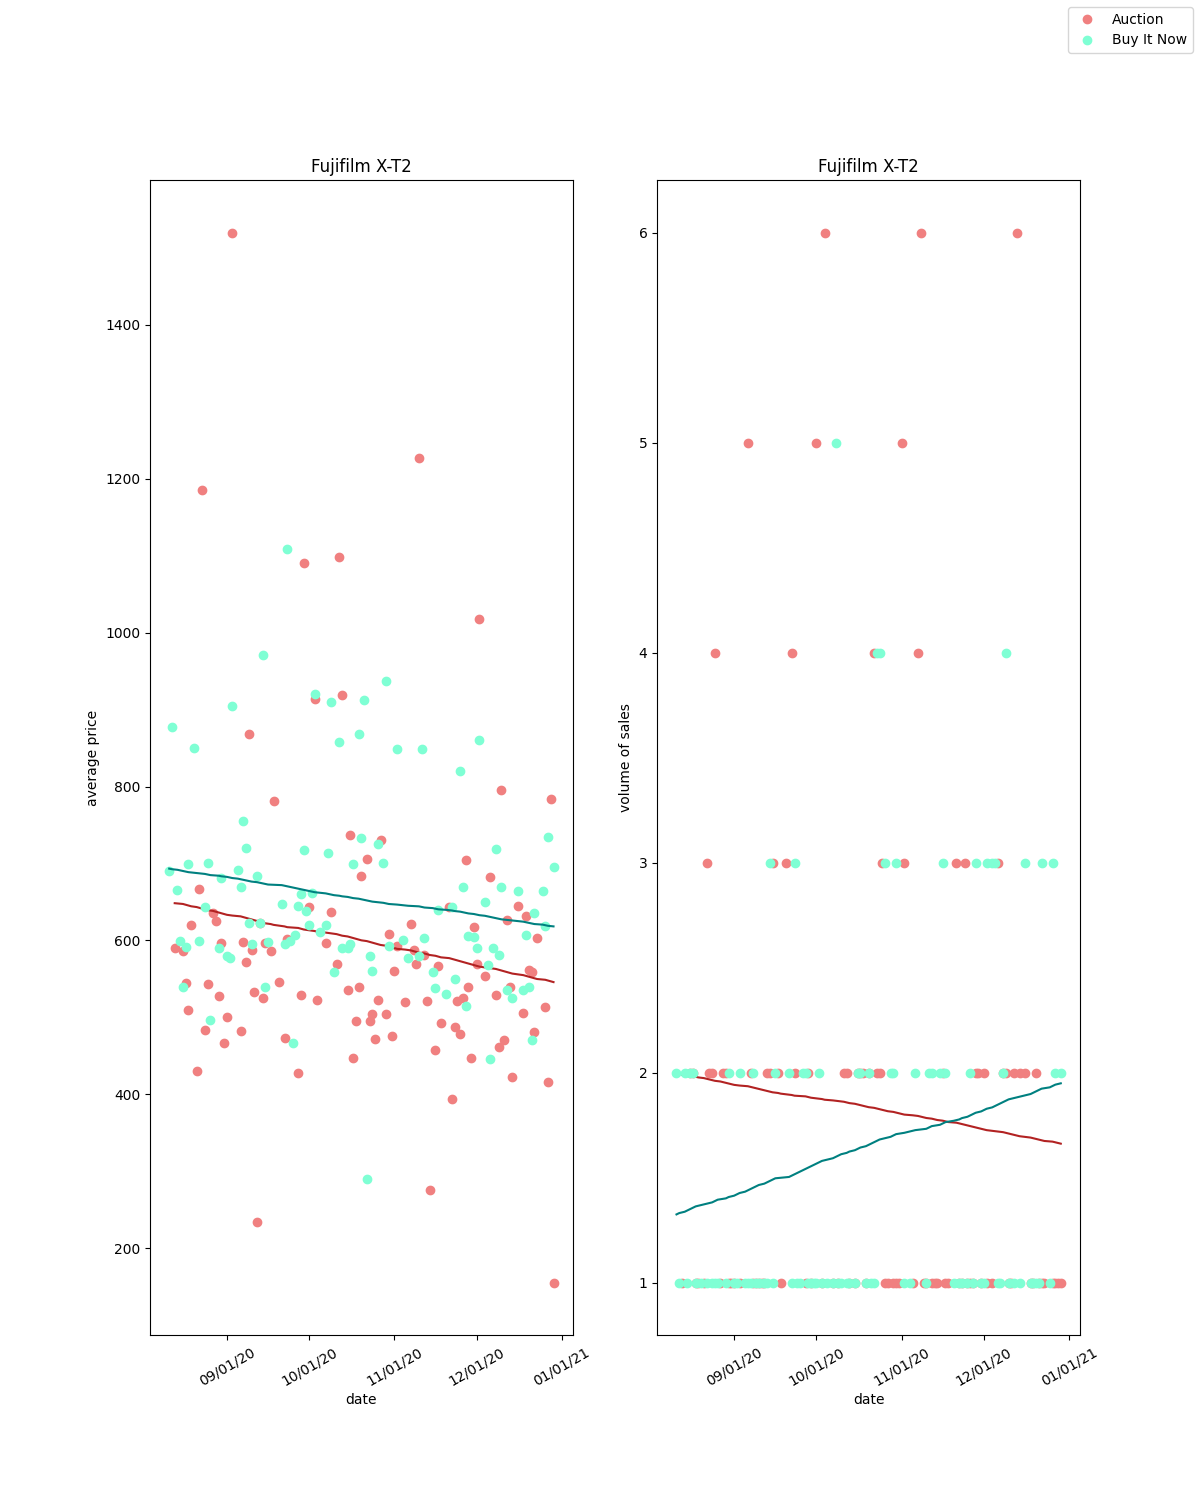 Auction
Buy It Now
Fujifilm X-T2
1400
1200
1000
800
600
400
200
average price
09/01/20
10/01/20
11/01/20
12/01/20
01/01/21
date
Fujifilm X-T2
6
5
4
3
2
1
volume of sales
09/01/20
10/01/20
11/01/20
12/01/20
01/01/21
date